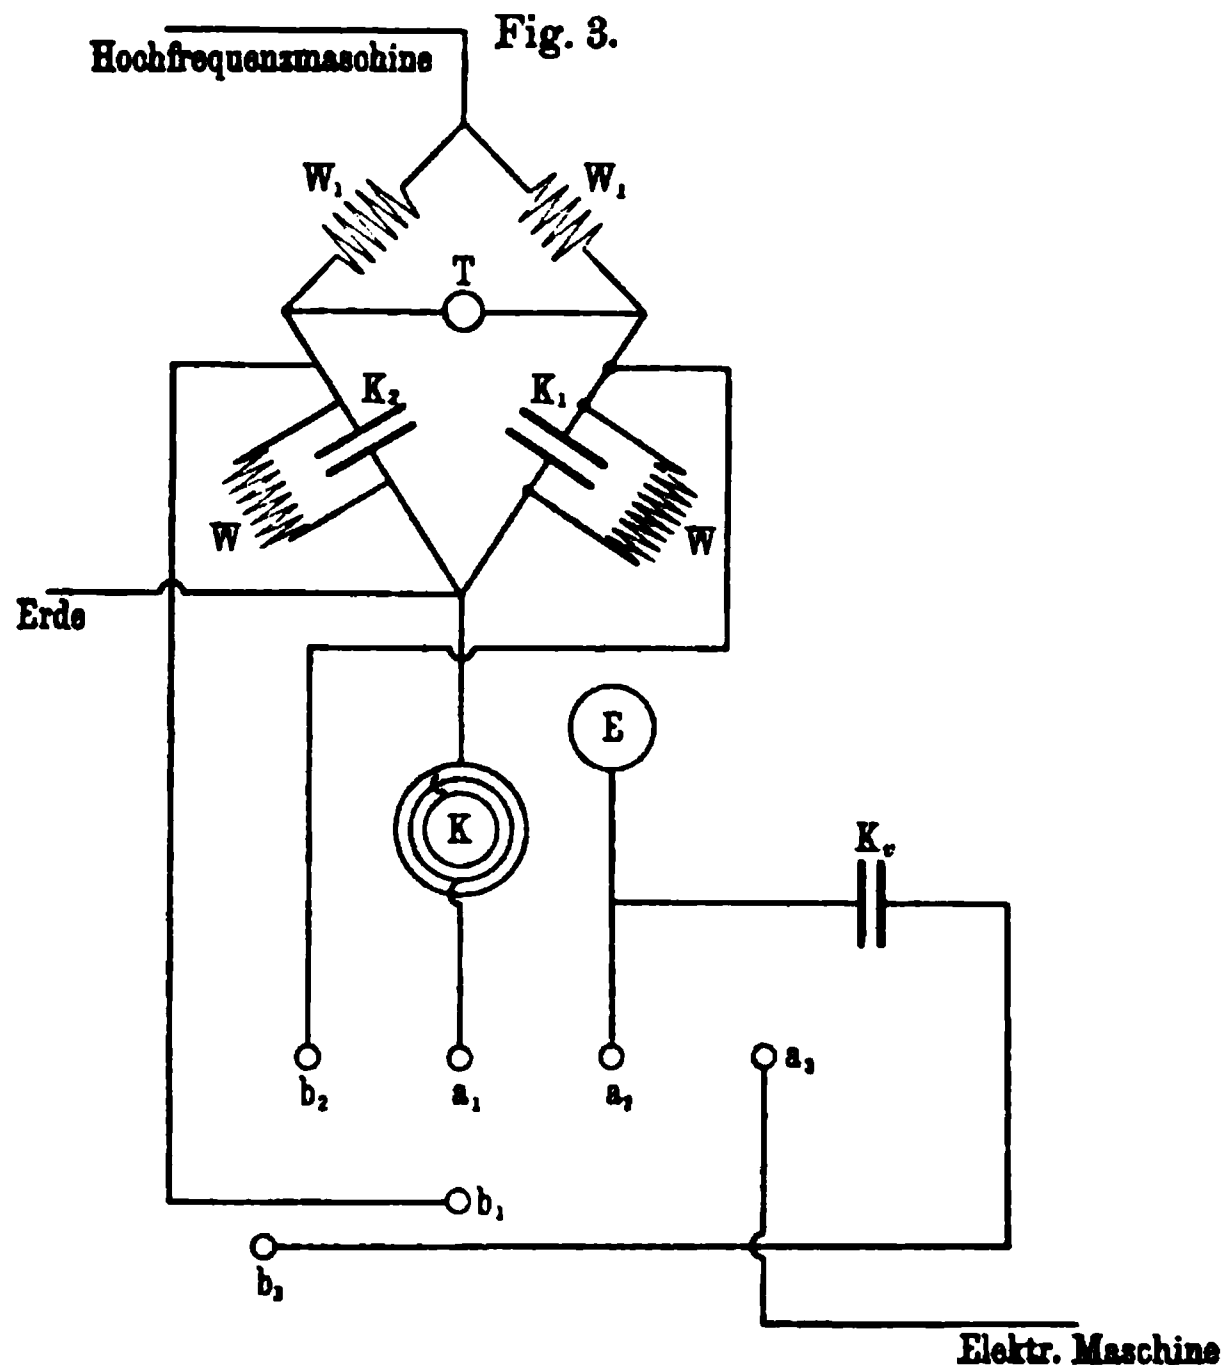 Fig. 3.
Hochfrequenzmaschine
W₁
W₁
T
K₂
K₁
W
W
Erde
E
K
Kᵥ
b₂
a₁
a₂
a₃
b₁
b₃
Elektr. Maschine